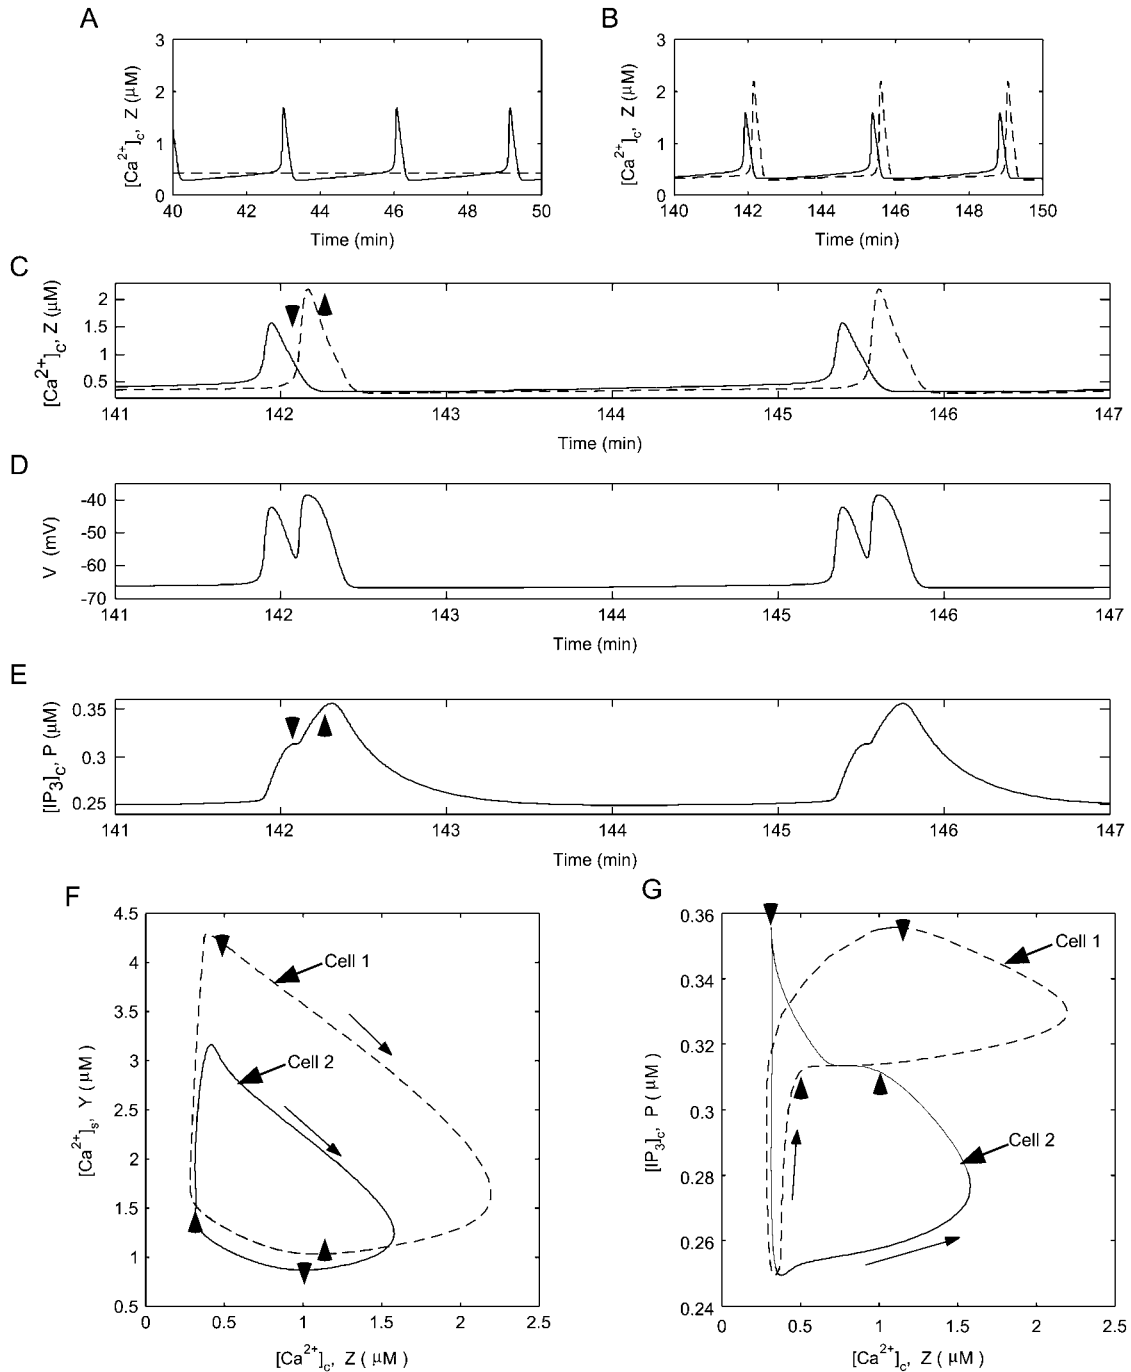 A
B
3
2
1
0
[Ca2+]c, Z (μM)
40 42 44 46 48 50
Time (min)
3
2
1
0
[Ca2+]c, Z (μM)
140 142 144 146 148 150
Time (min)
C
2
1.5
1
0.5
[Ca2+]c, Z (μM)
141 142 143 144 145 146 147
Time (min)
D
-40
-50
-60
-70
V (mV)
141 142 143 144 145 146 147
Time (min)
E
0.35
0.3
0.25
[IP3]c, P (μM)
141 142 143 144 145 146 147
Time (min)
F
4.5
4
3.5
3
2.5
2
1.5
1
0.5
[Ca2+]s, Y (μM)
Cell 1
Cell 2
0 0.5 1 1.5 2 2.5
[Ca2+]c, Z (μM)
G
0.36
0.34
0.32
0.3
0.28
0.26
0.24
[IP3]c, P (μM)
Cell 1
Cell 2
0 0.5 1 1.5 2 2.5
[Ca2+]c, Z (μM)